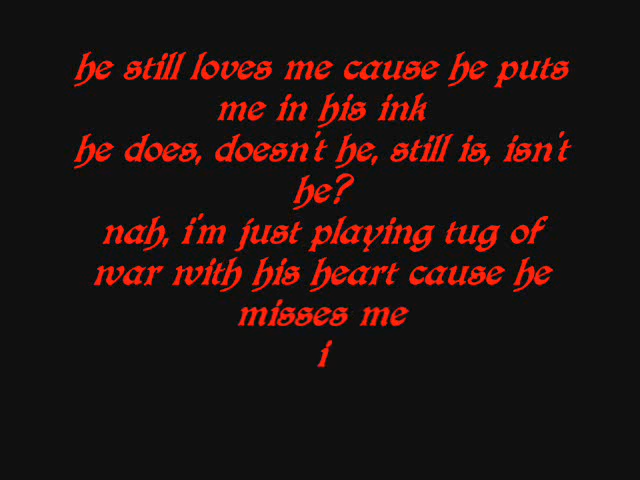 he still loves me cause he puts
me in his ink
he does, doesn't he, still is, isn't
he?
nah, i'm just playing tug of
war with his heart cause he
misses me
i